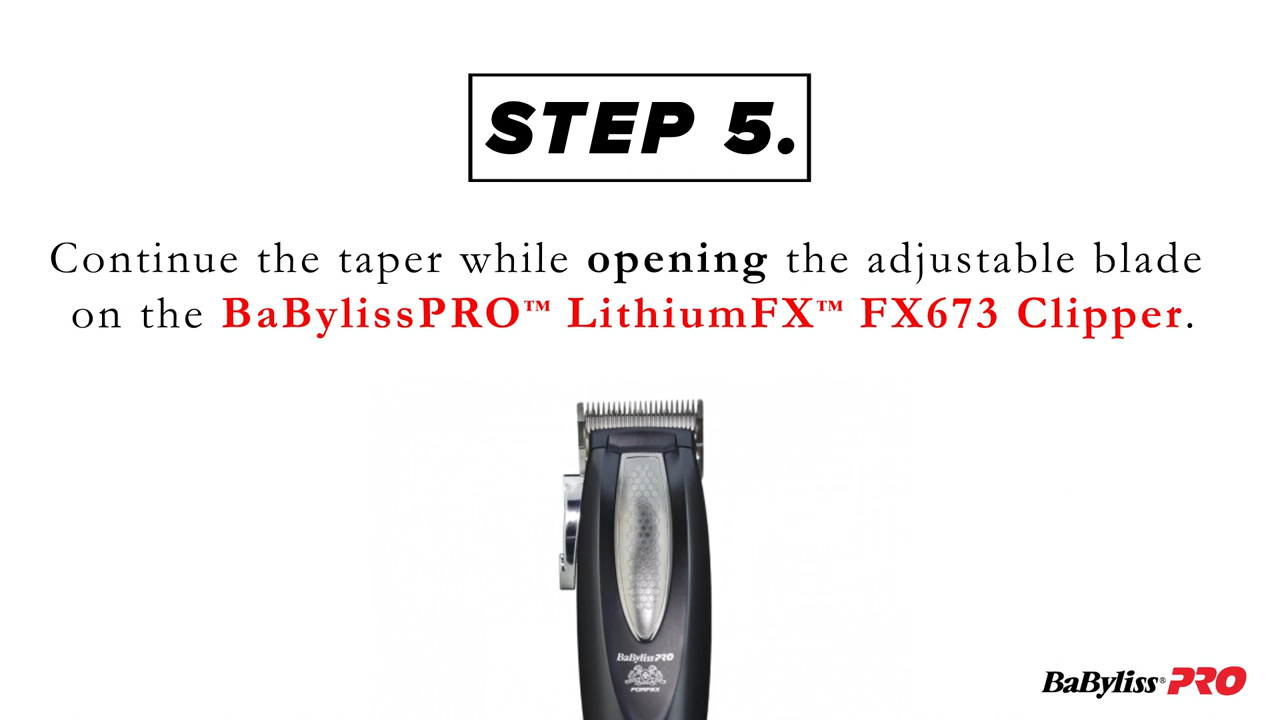 STEP 5.
Continue the taper while opening the adjustable blade
on the BaBylissPRO™ LithiumFX™ FX673 Clipper.
BaBylissPRO
FORFEX
BaByliss® PRO